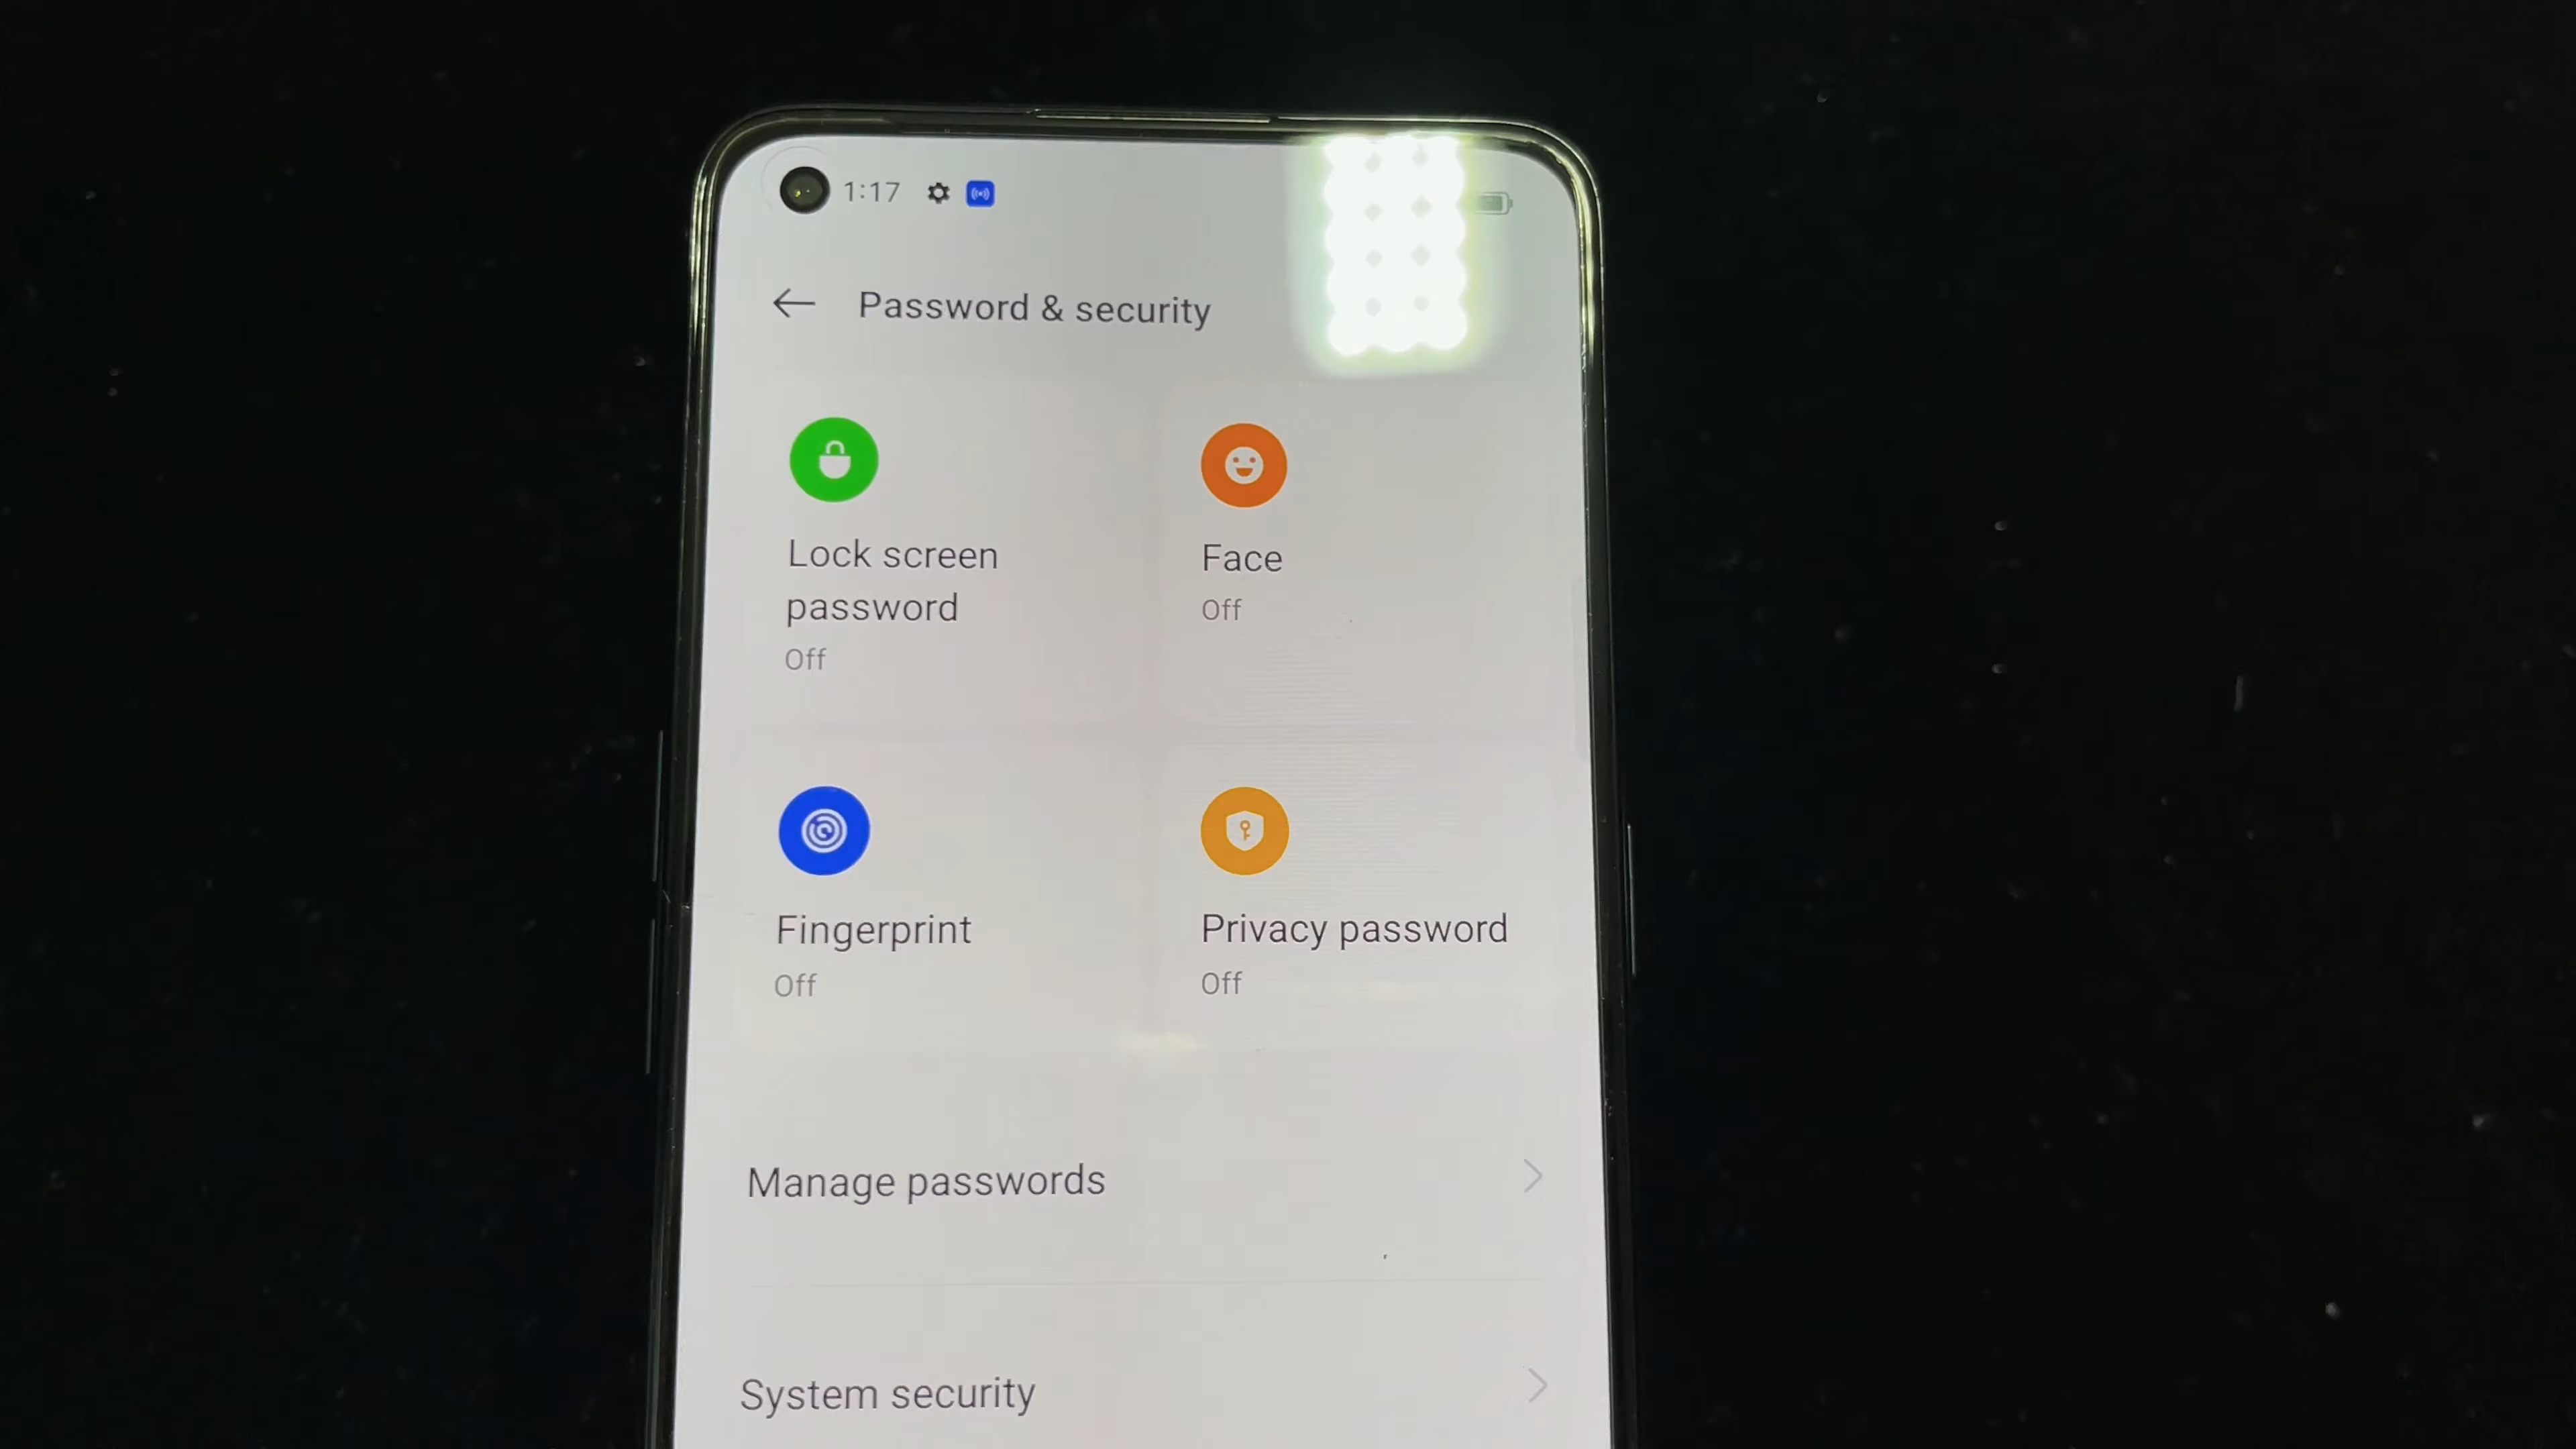 1:17
Password & security
Lock screen
password
Off
Face
Off
Fingerprint
Off
Privacy password
Off
Manage passwords
System security